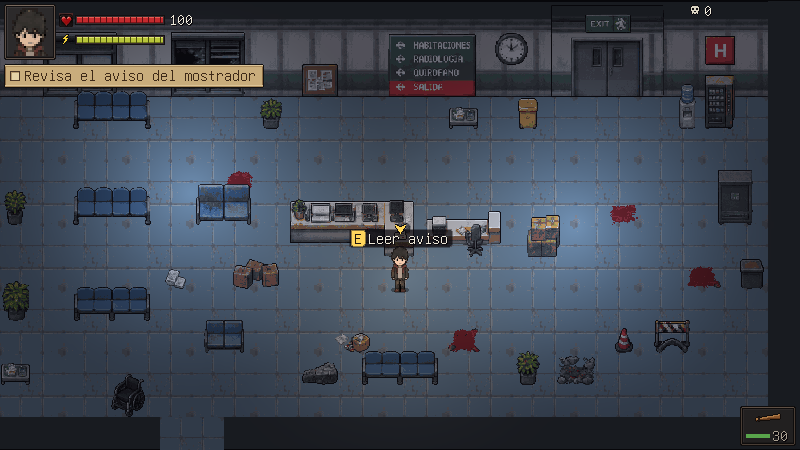 100
0
EXIT
HABITACIONES
RADIOLOGIA
QUIROFANO
SALIDA
H
Revisa el aviso del mostrador
E Leer aviso
30